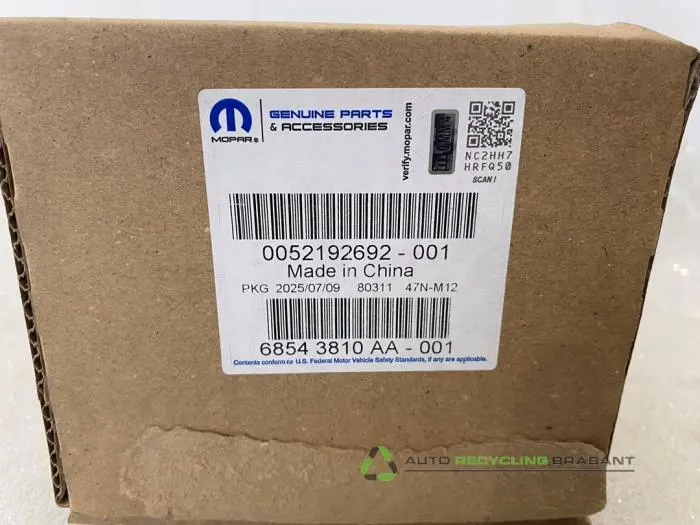 GENUINE PARTS
& ACCESSORIES
MOPAR®
verify.mopar.com
NC2HH7
HRFQ50
SCAN!
0052192692 - 001
Made in China
PKG 2025/07/09 80311 47N-M12
6854 3810 AA - 001
Contents conform to U.S. Federal Motor Vehicle Safety Standards, if any are applicable.
AUTO RECYCLING BRABANT